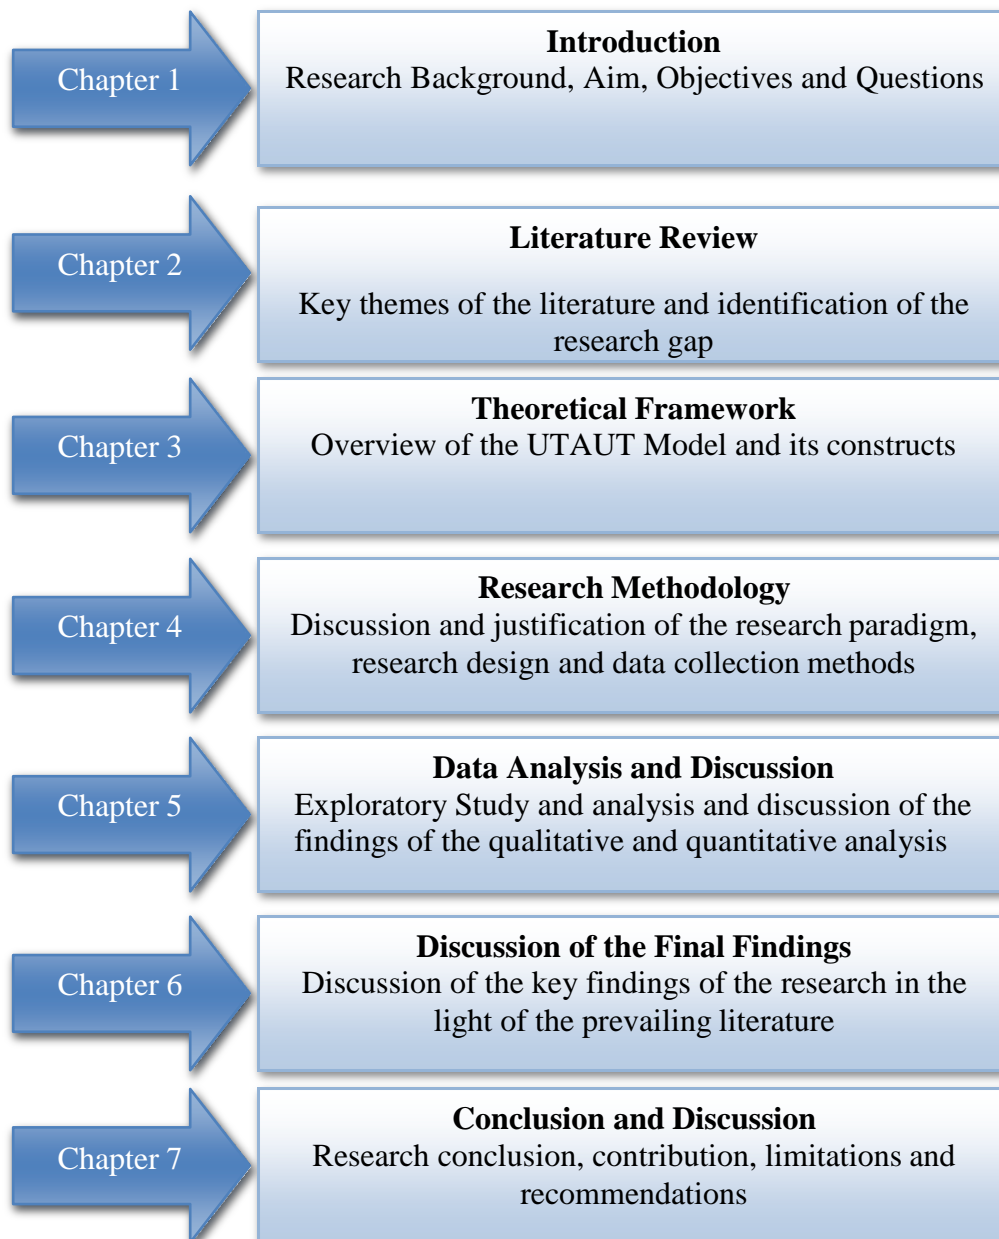 Chapter 1
Introduction
Research Background, Aim, Objectives and Questions
Chapter 2
Literature Review
Key themes of the literature and identification of the
research gap
Chapter 3
Theoretical Framework
Overview of the UTAUT Model and its constructs
Chapter 4
Research Methodology
Discussion and justification of the research paradigm,
research design and data collection methods
Chapter 5
Data Analysis and Discussion
Exploratory Study and analysis and discussion of the
findings of the qualitative and quantitative analysis
Chapter 6
Discussion of the Final Findings
Discussion of the key findings of the research in the
light of the prevailing literature
Chapter 7
Conclusion and Discussion
Research conclusion, contribution, limitations and
recommendations